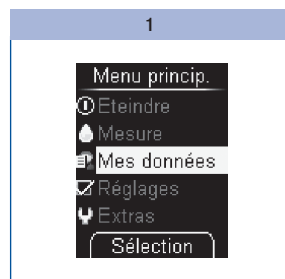 1
Menu princip.
Eteindre
Mesure
Mes données
Réglages
Extras
Sélection